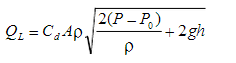 Q_L = C_d Aρ √(2(P − P_0)/ρ + 2gh)